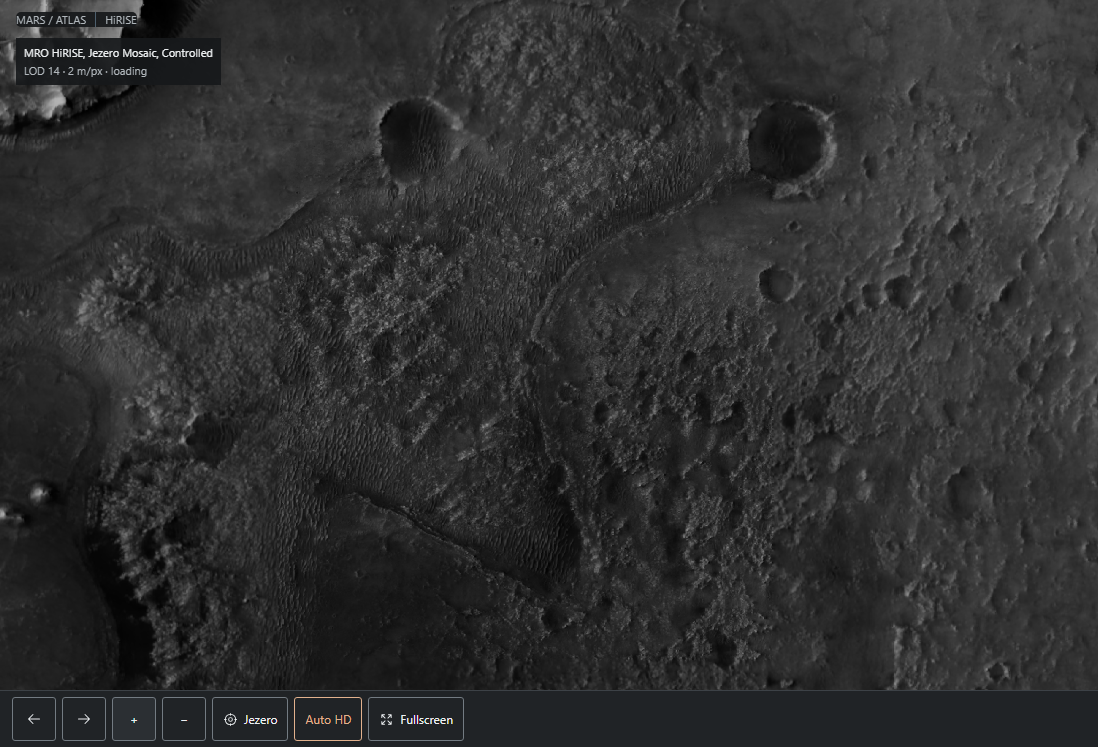 MARS / ATLAS HiRISE
MRO HiRISE, Jezero Mosaic, Controlled
LOD 14 · 2 m/px · loading
← → + − Jezero Auto HD Fullscreen